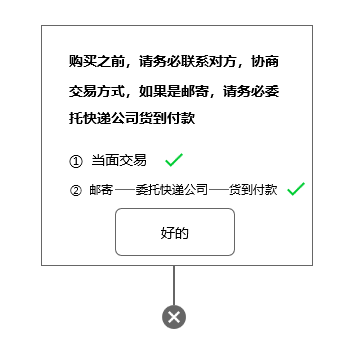 购买之前，请务必联系对方，协商
交易方式，如果是邮寄，请务必委
托快递公司货到付款
① 当面交易
② 邮寄——委托快递公司——货到付款
好的